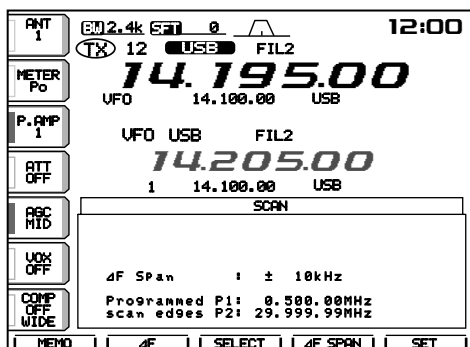 ANT 1 BW 2.4k SFT 0 12:00
TX 12 USB FIL2
METER Po 14.195.00
VFO 14.100.00 USB
P.AMP 1 VFO USB FIL2
ATT OFF 14.205.00
1 14.100.00 USB
AGC MID SCAN
VOX OFF
⊿F SPan : ± 10kHz
COMP OFF WIDE
Programmed P1: 0.500.00MHz
scan edges P2: 29.999.99MHz
MEMO ⊿F SELECT ⊿F SPAN SET